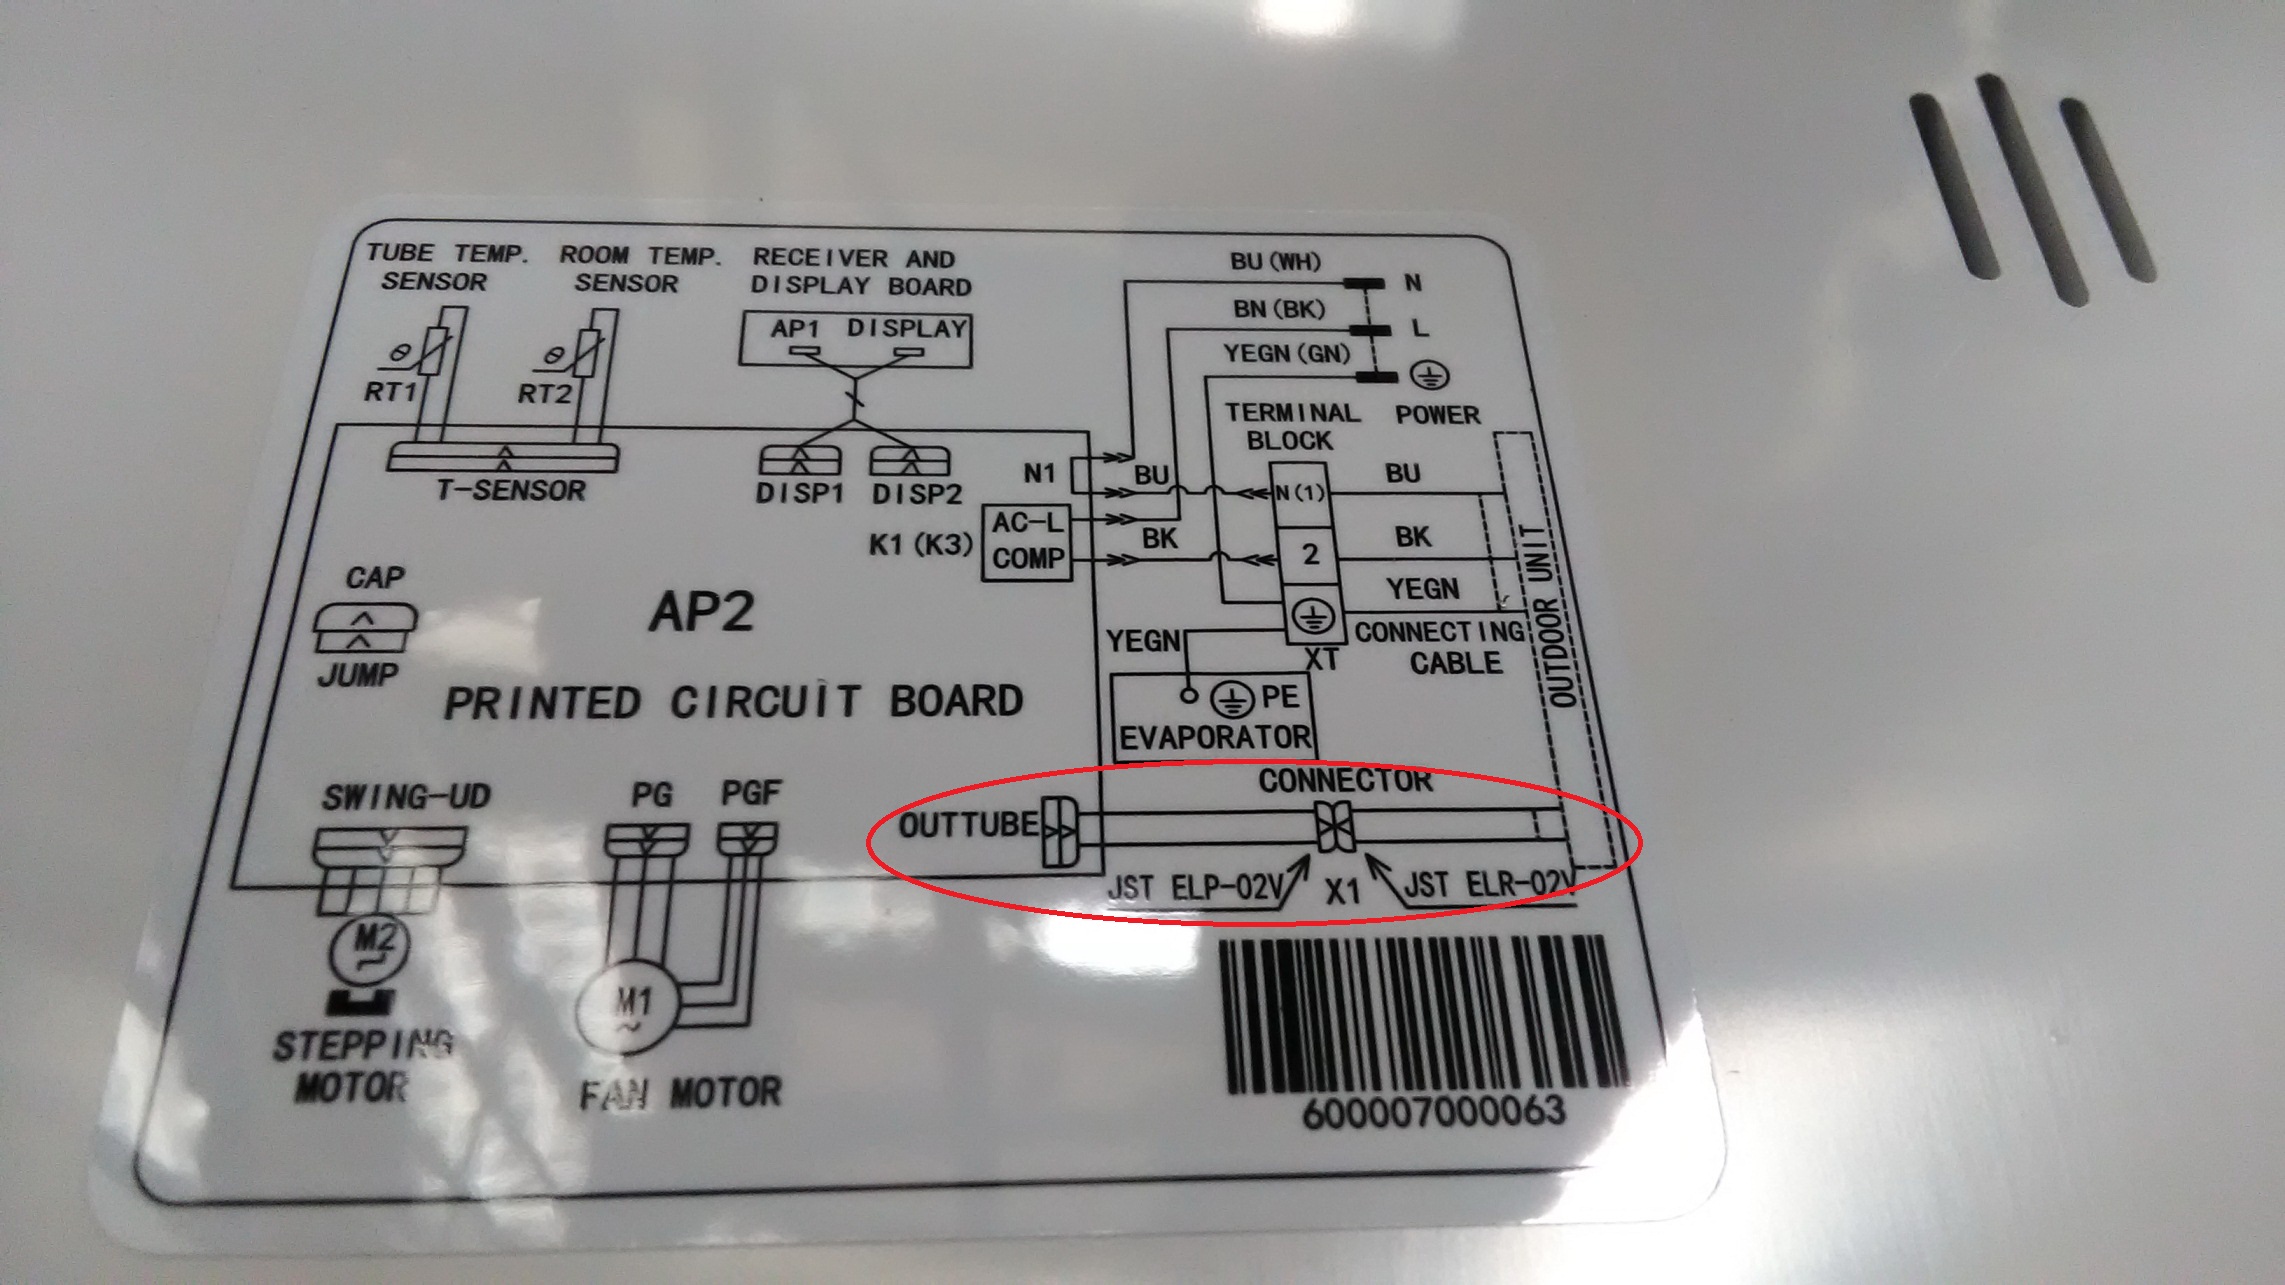 TUBE TEMP.
SENSOR
ROOM TEMP.
SENSOR
RECEIVER AND
DISPLAY BOARD
AP1 DISPLAY
RT1
RT2
T-SENSOR
DISP1
DISP2
BU(WH)
N
BN(BK)
L
YEGN(GN)
POWER
TERMINAL
BLOCK
N1
BU
N(1)
BU
K1(K3)
AC-L
COMP
BK
2
BK
YEGN
YEGN
XT
CONNECTING
CABLE
OUTDOOR UNIT
PE
EVAPORATOR
CAP
JUMP
AP2
PRINTED CIRCUIT BOARD
SWING-UD
PG
PGF
OUTTUBE
CONNECTOR
JST ELP-02V
X1
JST ELR-02V
M2
STEPPING
MOTOR
M1
~
FAN MOTOR
600007000063